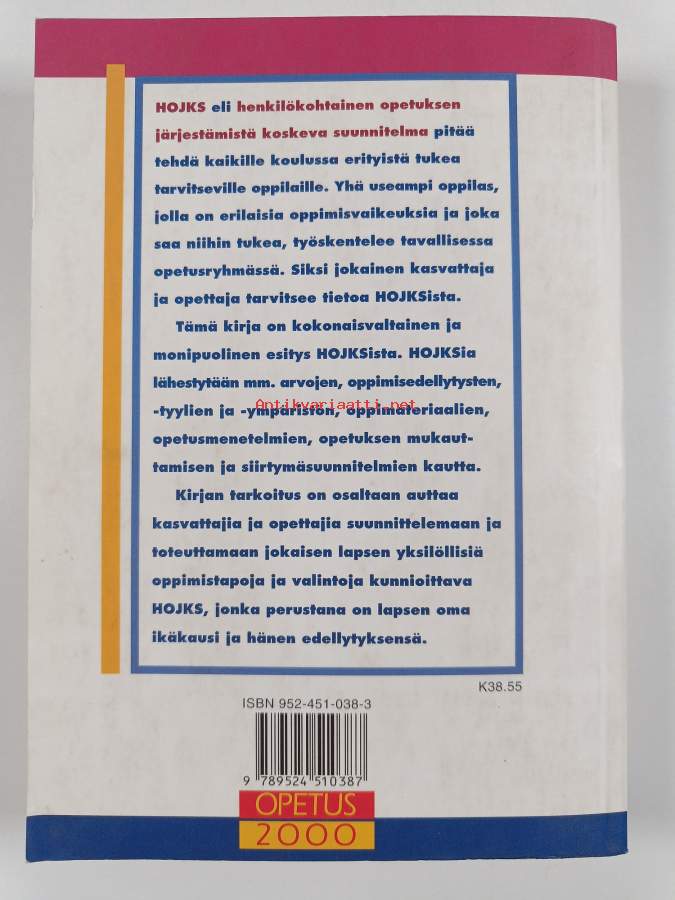 HOJKS eli henkilökohtainen opetuksen
järjestämistä koskeva suunnitelma pitää
tehdä kaikille koulussa erityistä tukea
tarvitseville oppilaille. Yhä useampi oppilas,
jolla on erilaisia oppimisvaikeuksia ja joka
saa niihin tukea, työskentelee tavallisessa
opetusryhmässä. Siksi jokainen kasvattaja
ja opettaja tarvitsee tietoa HOJKSista.
Tämä kirja on kokonaisvaltainen ja
monipuolinen esitys HOJKSista. HOJKSia
lähestytään mm. arvojen, oppimisedellytysten,
Antikvariaatti.net
-tyylien ja -ympäristön, oppimateriaalien,
opetusmenetelmien, opetuksen mukaut-
tamisen ja siirtymäsuunnitelmien kautta.
Kirjan tarkoitus on osaltaan auttaa
kasvattajia ja opettajia suunnittelemaan ja
toteuttamaan jokaisen lapsen yksilöllisiä
oppimistapoja ja valintoja kunnioittava
HOJKS, jonka perustana on lapsen oma
ikäkausi ja hänen edellytyksensä.
K38.55
ISBN 952-451-038-3
9 789524 510387
OPETUS
2000